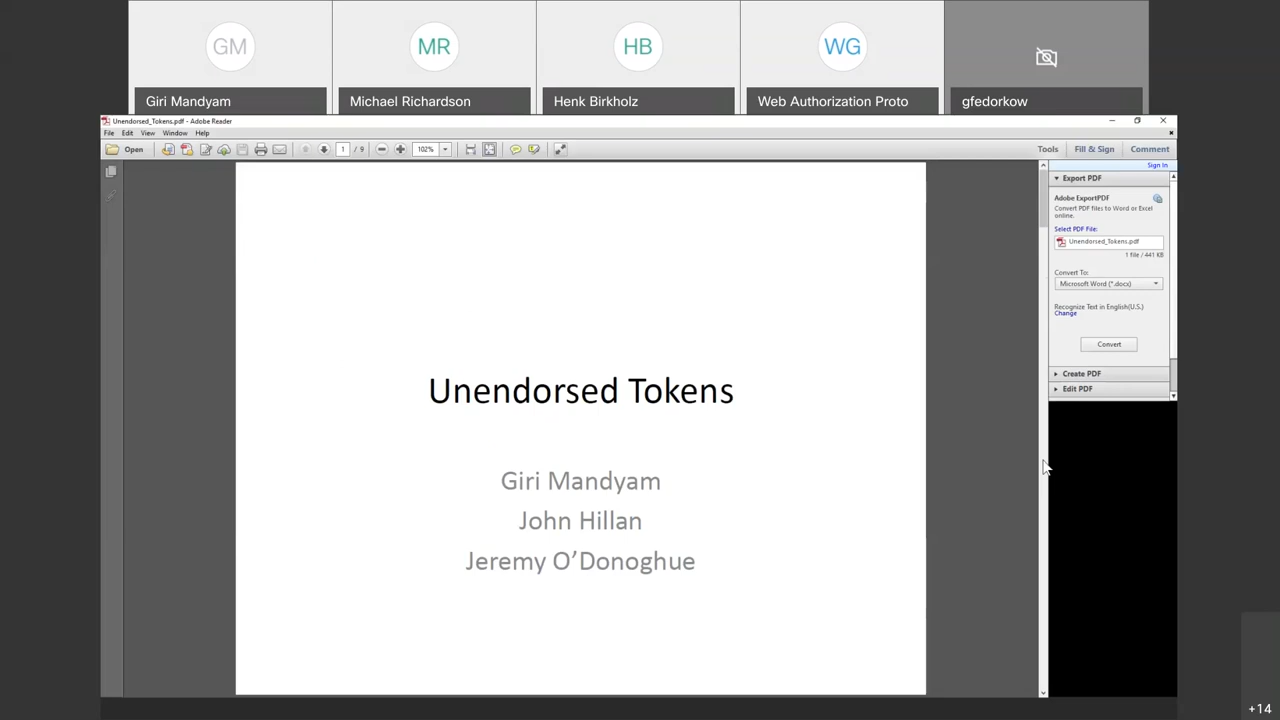 GM
MR
HB
WG
Giri Mandyam
Michael Richardson
Henk Birkholz
Web Authorization Proto
gfedorkow
Unendorsed_Tokens.pdf - Adobe Reader
File Edit View Window Help
Open
1 / 9
102%
Tools
Fill & Sign
Comment
Sign In
Export PDF
Adobe ExportPDF
Convert PDF files to Word or Excel
online.
Select PDF File:
Unendorsed_Tokens.pdf
1 file / 441 KB
Convert To:
Microsoft Word (*.docx)
Recognize Text in English(U.S.)
Change
Convert
Create PDF
Edit PDF
Unendorsed Tokens
Giri Mandyam
John Hillan
Jeremy O’Donoghue
+14